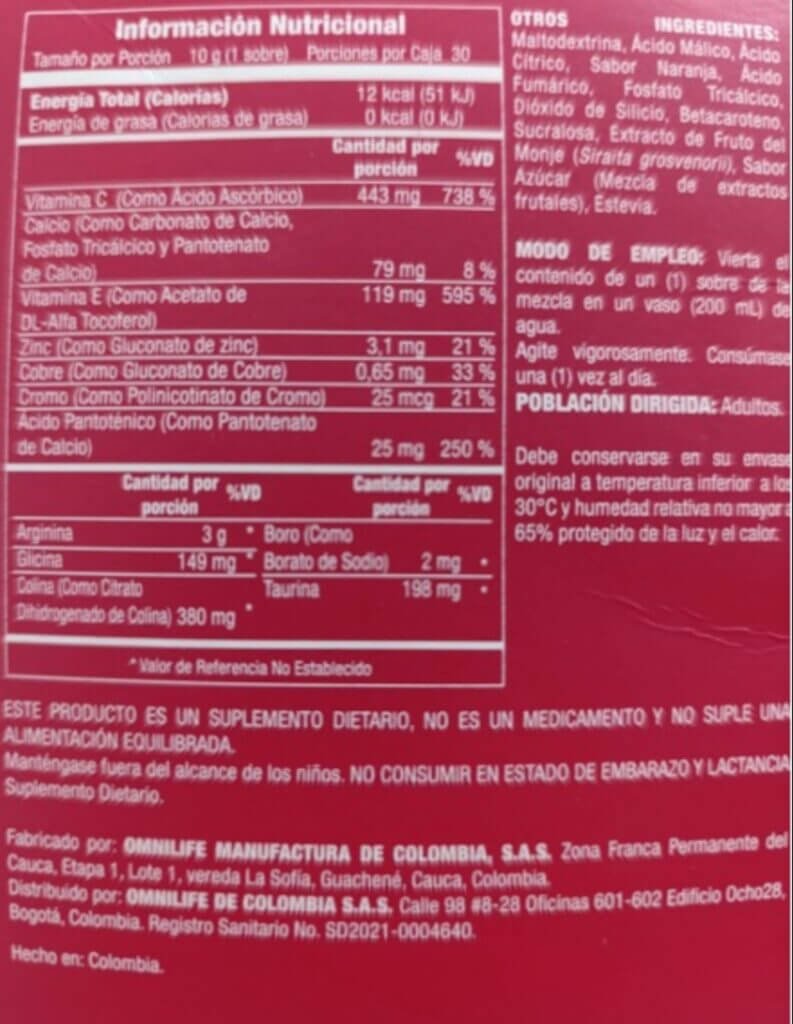 Información Nutricional
Tamaño por Porción 10 g (1 sobre) Porciones por Caja 30
Energía Total (Calorías) 12 kcal (51 kJ)
Energía de grasa (Calorías de grasa) 0 kcal (0 kJ)
Cantidad por porción %VD
Vitamina C (Como Ácido Ascórbico) 443 mg 738 %
Calcio (Como Carbonato de Calcio,
Fosfato Tricálcico y Pantotenato
de Calcio) 79 mg 8 %
Vitamina E (Como Acetato de 119 mg 595 %
DL-Alfa Tocoferol)
Zinc (Como Gluconato de zinc) 3,1 mg 21 %
Cobre (Como Gluconato de Cobre) 0,65 mg 33 %
Cromo (Como Polinicotinato de Cromo) 25 mcg 21 %
Ácido Pantoténico (Como Pantotenato
de Calcio) 25 mg 250 %
Cantidad por porción %VD Cantidad por porción %VD
Arginina 3 g * Boro (Como
Glicina 149 mg * Borato de Sodio) 2 mg *
Colina (Como Citrato Taurina 198 mg *
Dihidrogenado de Colina) 380 mg *
*Valor de Referencia No Establecido
OTROS INGREDIENTES:
Maltodextrina, Ácido Málico, Ácido
Cítrico, Sabor Naranja, Ácido
Fumárico, Fosfato Tricálcico,
Dióxido de Silicio, Betacaroteno,
Sucralosa, Extracto de Fruto del
Monje (Siraita grosvenorii), Sabor
Azúcar (Mezcla de extractos
frutales), Estevia.
MODO DE EMPLEO: Vierta el
contenido de un (1) sobre de la
mezcla en un vaso (200 mL) de
agua.
Agite vigorosamente. Consúmase
una (1) vez al día.
POBLACIÓN DIRIGIDA: Adultos.
Debe conservarse en su envase
original a temperatura inferior a los
30°C y humedad relativa no mayor a
65% protegido de la luz y el calor.
ESTE PRODUCTO ES UN SUPLEMENTO DIETARIO, NO ES UN MEDICAMENTO Y NO SUPLE UNA
ALIMENTACIÓN EQUILIBRADA.
Manténgase fuera del alcance de los niños. NO CONSUMIR EN ESTADO DE EMBARAZO Y LACTANCIA
Suplemento Dietario.
Fabricado por: OMNILIFE MANUFACTURA DE COLOMBIA, S.A.S. Zona Franca Permanente del
Cauca, Etapa 1, Lote 1, vereda La Sofía, Guachené, Cauca, Colombia.
Distribuido por: OMNILIFE DE COLOMBIA S.A.S. Calle 98 #8-28 Oficinas 601-602 Edificio Ocho28,
Bogotá, Colombia. Registro Sanitario No. SD2021-0004640.
Hecho en: Colombia.